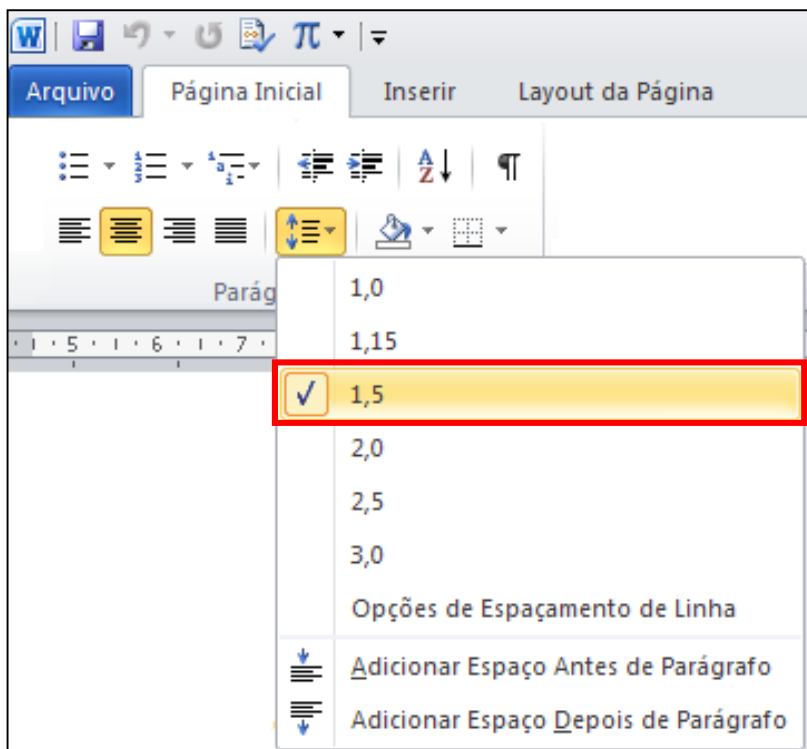 W π
Arquivo Página Inicial Inserir Layout da Página
A Z ¶
Parág
5 6 7
1,0
1,15
1,5
2,0
2,5
3,0
Opções de Espaçamento de Linha
Adicionar Espaço Antes de Parágrafo
Adicionar Espaço Depois de Parágrafo